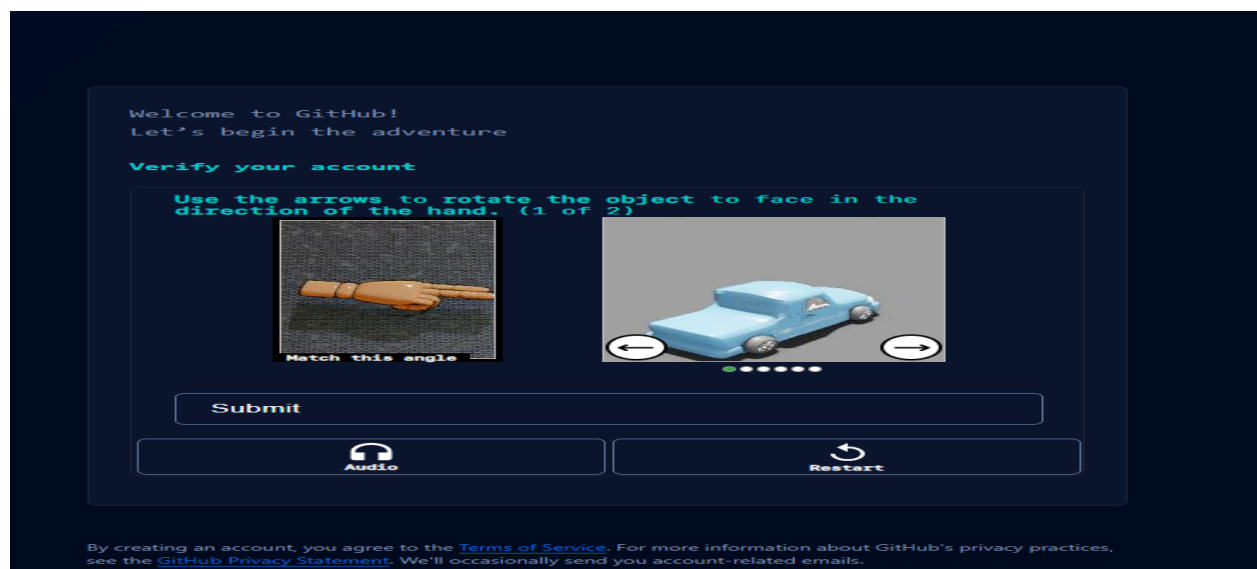 Welcome to GitHub!
Let's begin the adventure
Verify your account
Use the arrows to rotate the object to face in the
direction of the hand. (1 of 2)
Match this angle
Submit
Audio
Restart
By creating an account, you agree to the Terms of Service. For more information about GitHub's privacy practices,
see the GitHub Privacy Statement. We'll occasionally send you account-related emails.